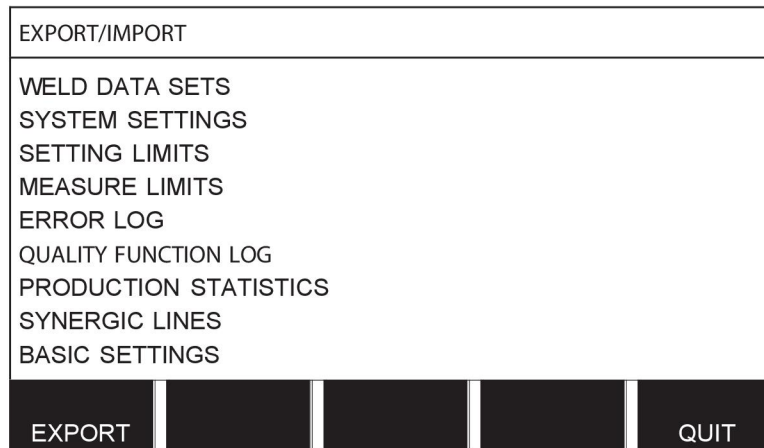 EXPORT/IMPORT
WELD DATA SETS
SYSTEM SETTINGS
SETTING LIMITS
MEASURE LIMITS
ERROR LOG
QUALITY FUNCTION LOG
PRODUCTION STATISTICS
SYNERGIC LINES
BASIC SETTINGS
EXPORT QUIT